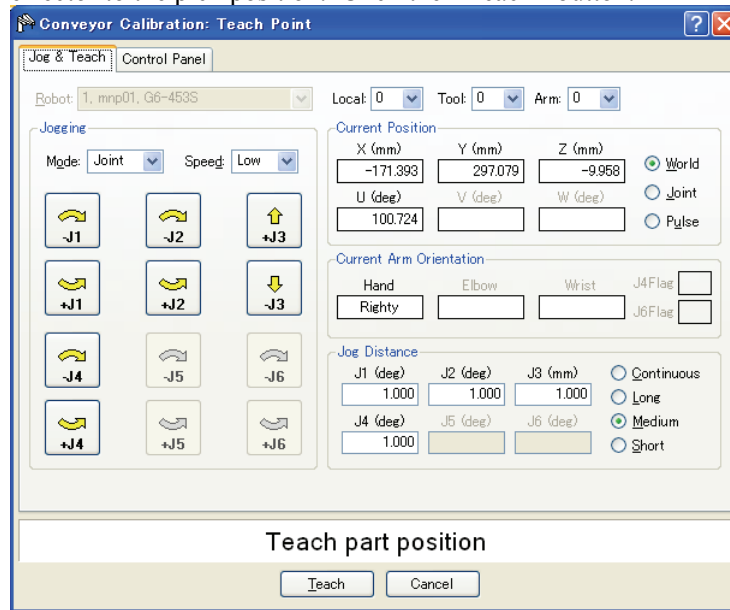 Conveyor Calibration: Teach Point
Jog & Teach Control Panel
Robot: 1, mnp01, G6-453S Local: 0 Tool: 0 Arm: 0
Jogging
Mode: Joint Speed: Low
-J1 -J2 +J3
+J1 +J2 -J3
-J4 -J5 -J6
+J4 +J5 +J6
Current Position
X (mm) Y (mm) Z (mm)
-171.393 297.079 -9.958 World
U (deg) V (deg) W (deg) Joint
100.724 Pulse
Current Arm Orientation
Hand Elbow Wrist J4Flag
Righty J6Flag
Jog Distance
J1 (deg) J2 (deg) J3 (mm) Continuous
1.000 1.000 1.000 Long
J4 (deg) J5 (deg) J6 (deg) Medium
1.000 Short
Teach part position
Teach Cancel